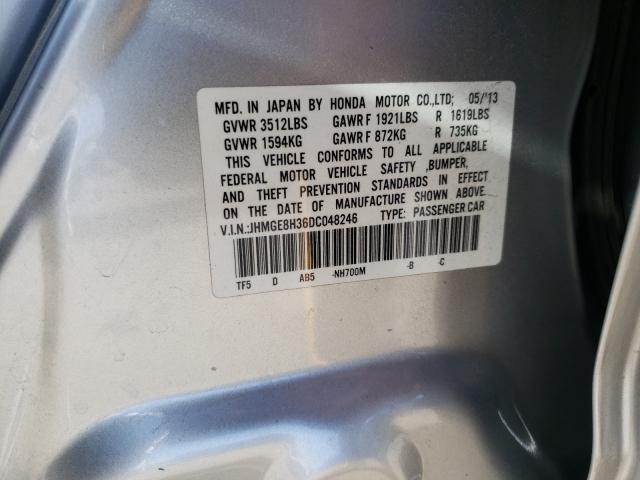 MFD. IN JAPAN BY HONDA MOTOR CO.,LTD; 05/'13
GVWR 3512LBS GAWR F 1921LBS R 1619LBS
GVWR 1594KG GAWR F 872KG R 735KG
THIS VEHICLE CONFORMS TO ALL APPLICABLE
FEDERAL MOTOR VEHICLE SAFETY ,BUMPER,
AND THEFT PREVENTION STANDARDS IN EFFECT
ON THE DATE OF MANUFACTURE SHOWN ABOVE.
V.I.N.:JHMGE8H36DC048246 TYPE: PASSENGER CAR
TF5 D AB5 -NH700M -B -C